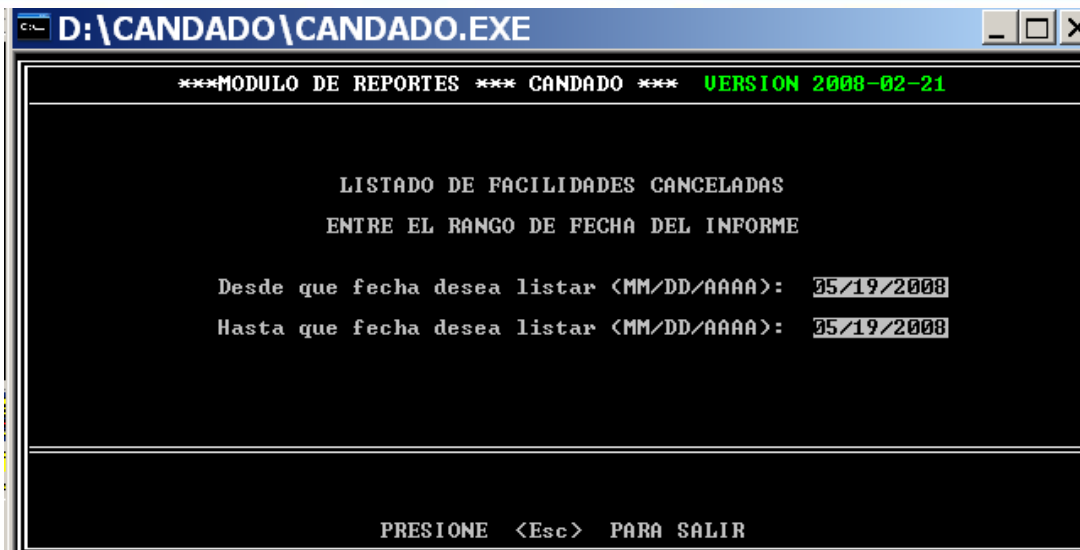 D:\CANDADO\CANDADO.EXE
***MODULO DE REPORTES *** CANDADO *** VERSION 2008-02-21
LISTADO DE FACILIDADES CANCELADAS
ENTRE EL RANGO DE FECHA DEL INFORME
Desde que fecha desea listar (MM/DD/AAAA): 05/19/2008
Hasta que fecha desea listar (MM/DD/AAAA): 05/19/2008
PRESIONE <Esc> PARA SALIR